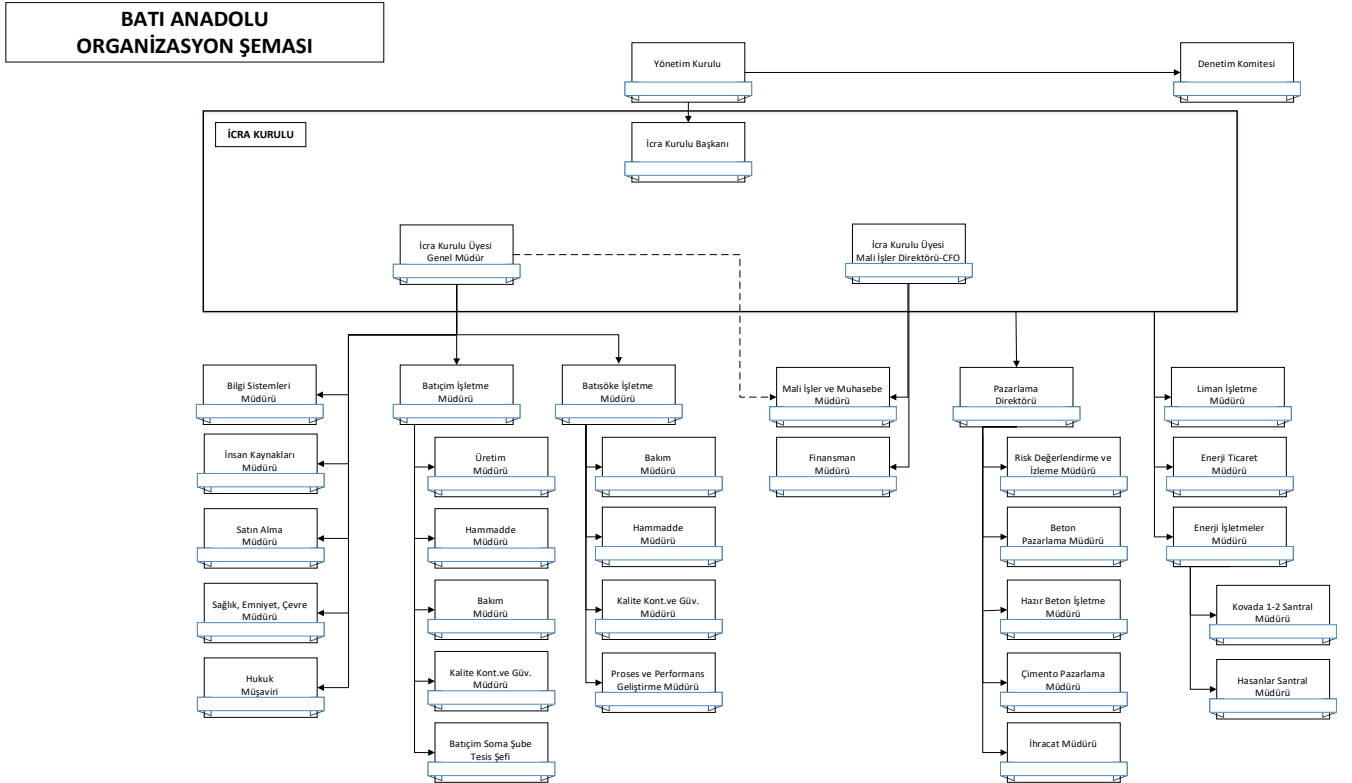 BATI ANADOLU
ORGANİZASYON ŞEMASI
Yönetim Kurulu
Denetim Komitesi
İCRA KURULU
İcra Kurulu Başkanı
İcra Kurulu Üyesi
Genel Müdür
İcra Kurulu Üyesi
Mali İşler Direktörü-CFO
Bilgi Sistemleri
Müdürü
İnsan Kaynakları
Müdürü
Satın Alma
Müdürü
Sağlık, Emniyet, Çevre
Müdürü
Hukuk
Müşaviri
Batıçim İşletme
Müdürü
Üretim
Müdürü
Hammadde
Müdürü
Bakım
Müdürü
Kalite Kont.ve Güv.
Müdürü
Batıçim Soma Şube
Tesis Şefi
Batısöke İşletme
Müdürü
Bakım
Müdürü
Hammadde
Müdürü
Kalite Kont.ve Güv.
Müdürü
Proses ve Performans
Geliştirme Müdürü
Mali İşler ve Muhasebe
Müdürü
Finansman
Müdürü
Pazarlama
Direktörü
Risk Değerlendirme ve
İzleme Müdürü
Beton
Pazarlama Müdürü
Hazır Beton İşletme
Müdürü
Çimento Pazarlama
Müdürü
İhracat Müdürü
Liman İşletme
Müdürü
Enerji Ticaret
Müdürü
Enerji İşletmeler
Müdürü
Kovada 1-2 Santral
Müdürü
Hasanlar Santral
Müdürü